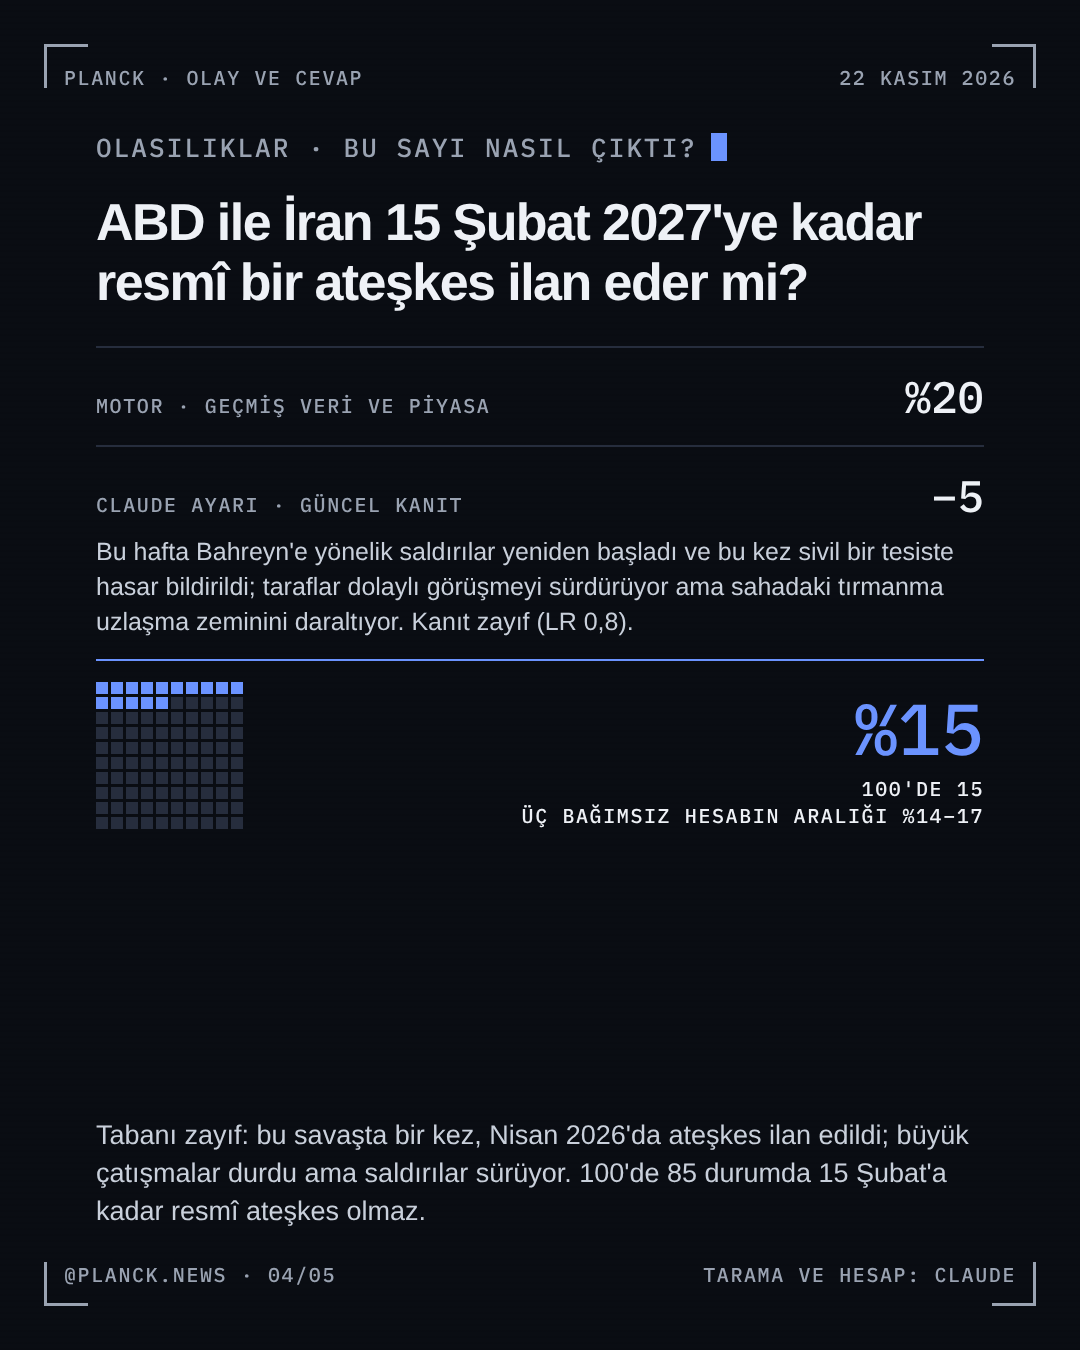 PLANCK · OLAY VE CEVAP
22 KASIM 2026
OLASILIKLAR · BU SAYI NASIL ÇIKTI?
ABD ile İran 15 Şubat 2027'ye kadar
resmî bir ateşkes ilan eder mi?
MOTOR · GEÇMİŞ VERİ VE PİYASA
%20
CLAUDE AYARI · GÜNCEL KANIT
−5
Bu hafta Bahreyn'e yönelik saldırılar yeniden başladı ve bu kez sivil bir tesiste
hasar bildirildi; taraflar dolaylı görüşmeyi sürdürüyor ama sahadaki tırmanma
uzlaşma zeminini daraltıyor. Kanıt zayıf (LR 0,8).
%15
100'DE 15
ÜÇ BAĞIMSIZ HESABIN ARALIĞI %14–17
Tabanı zayıf: bu savaşta bir kez, Nisan 2026'da ateşkes ilan edildi; büyük
çatışmalar durdu ama saldırılar sürüyor. 100'de 85 durumda 15 Şubat'a
kadar resmî ateşkes olmaz.
@PLANCK.NEWS · 04/05
TARAMA VE HESAP: CLAUDE